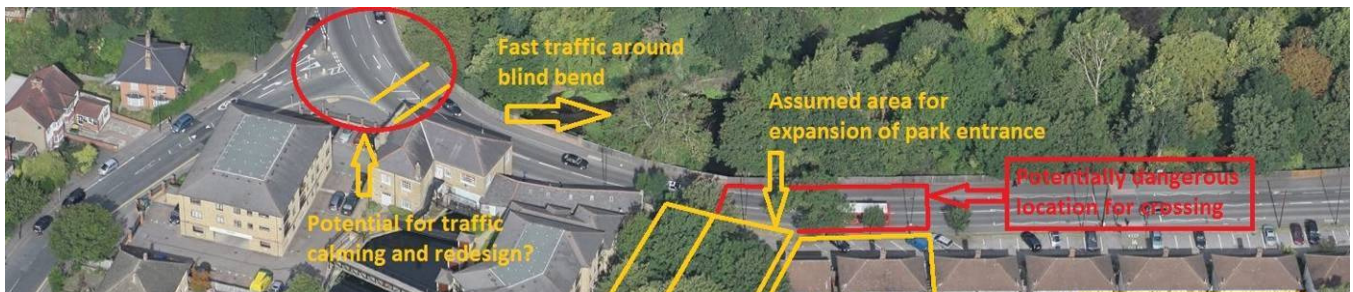 Fast traffic around
blind bend
Assumed area for
expansion of park entrance
Potentially dangerous
location for crossing
Potential for traffic
calming and redesign?